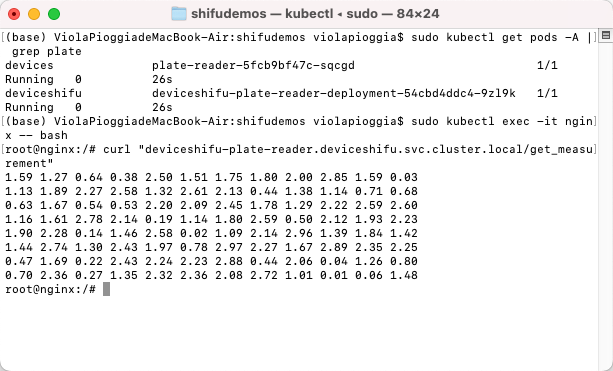 shifudemos — kubectl ◂ sudo — 84×24
(base) ViolaPioggiadeMacBook-Air:shifudemos violapioggia$ sudo kubectl get pods -A |
 grep plate
devices              plate-reader-5fcb9bf47c-sqcgd                          1/1
Running   0          26s
deviceshifu          deviceshifu-plate-reader-deployment-54cbd4ddc4-9zl9k   1/1
Running   0          26s
(base) ViolaPioggiadeMacBook-Air:shifudemos violapioggia$ sudo kubectl exec -it ngin
x -- bash
root@nginx:/# curl "deviceshifu-plate-reader.deviceshifu.svc.cluster.local/get_measu
rement"
1.59 1.27 0.64 0.38 2.50 1.51 1.75 1.80 2.00 2.85 1.59 0.03
1.13 1.89 2.27 2.58 1.32 2.61 2.13 0.44 1.38 1.14 0.71 0.68
0.63 1.67 0.54 0.53 2.20 2.09 2.45 1.78 1.29 2.22 2.59 2.60
1.16 1.61 2.78 2.14 0.19 1.14 1.80 2.59 0.50 2.12 1.93 2.23
1.90 2.28 0.14 1.46 2.58 0.02 1.09 2.14 2.96 1.39 1.84 1.42
1.44 2.74 1.30 2.43 1.97 0.78 2.97 2.27 1.67 2.89 2.35 2.25
0.47 1.69 0.22 2.43 2.24 2.23 2.88 0.44 2.06 0.04 1.26 0.80
0.70 2.36 0.27 1.35 2.32 2.36 2.08 2.72 1.01 0.01 0.06 1.48
root@nginx:/#